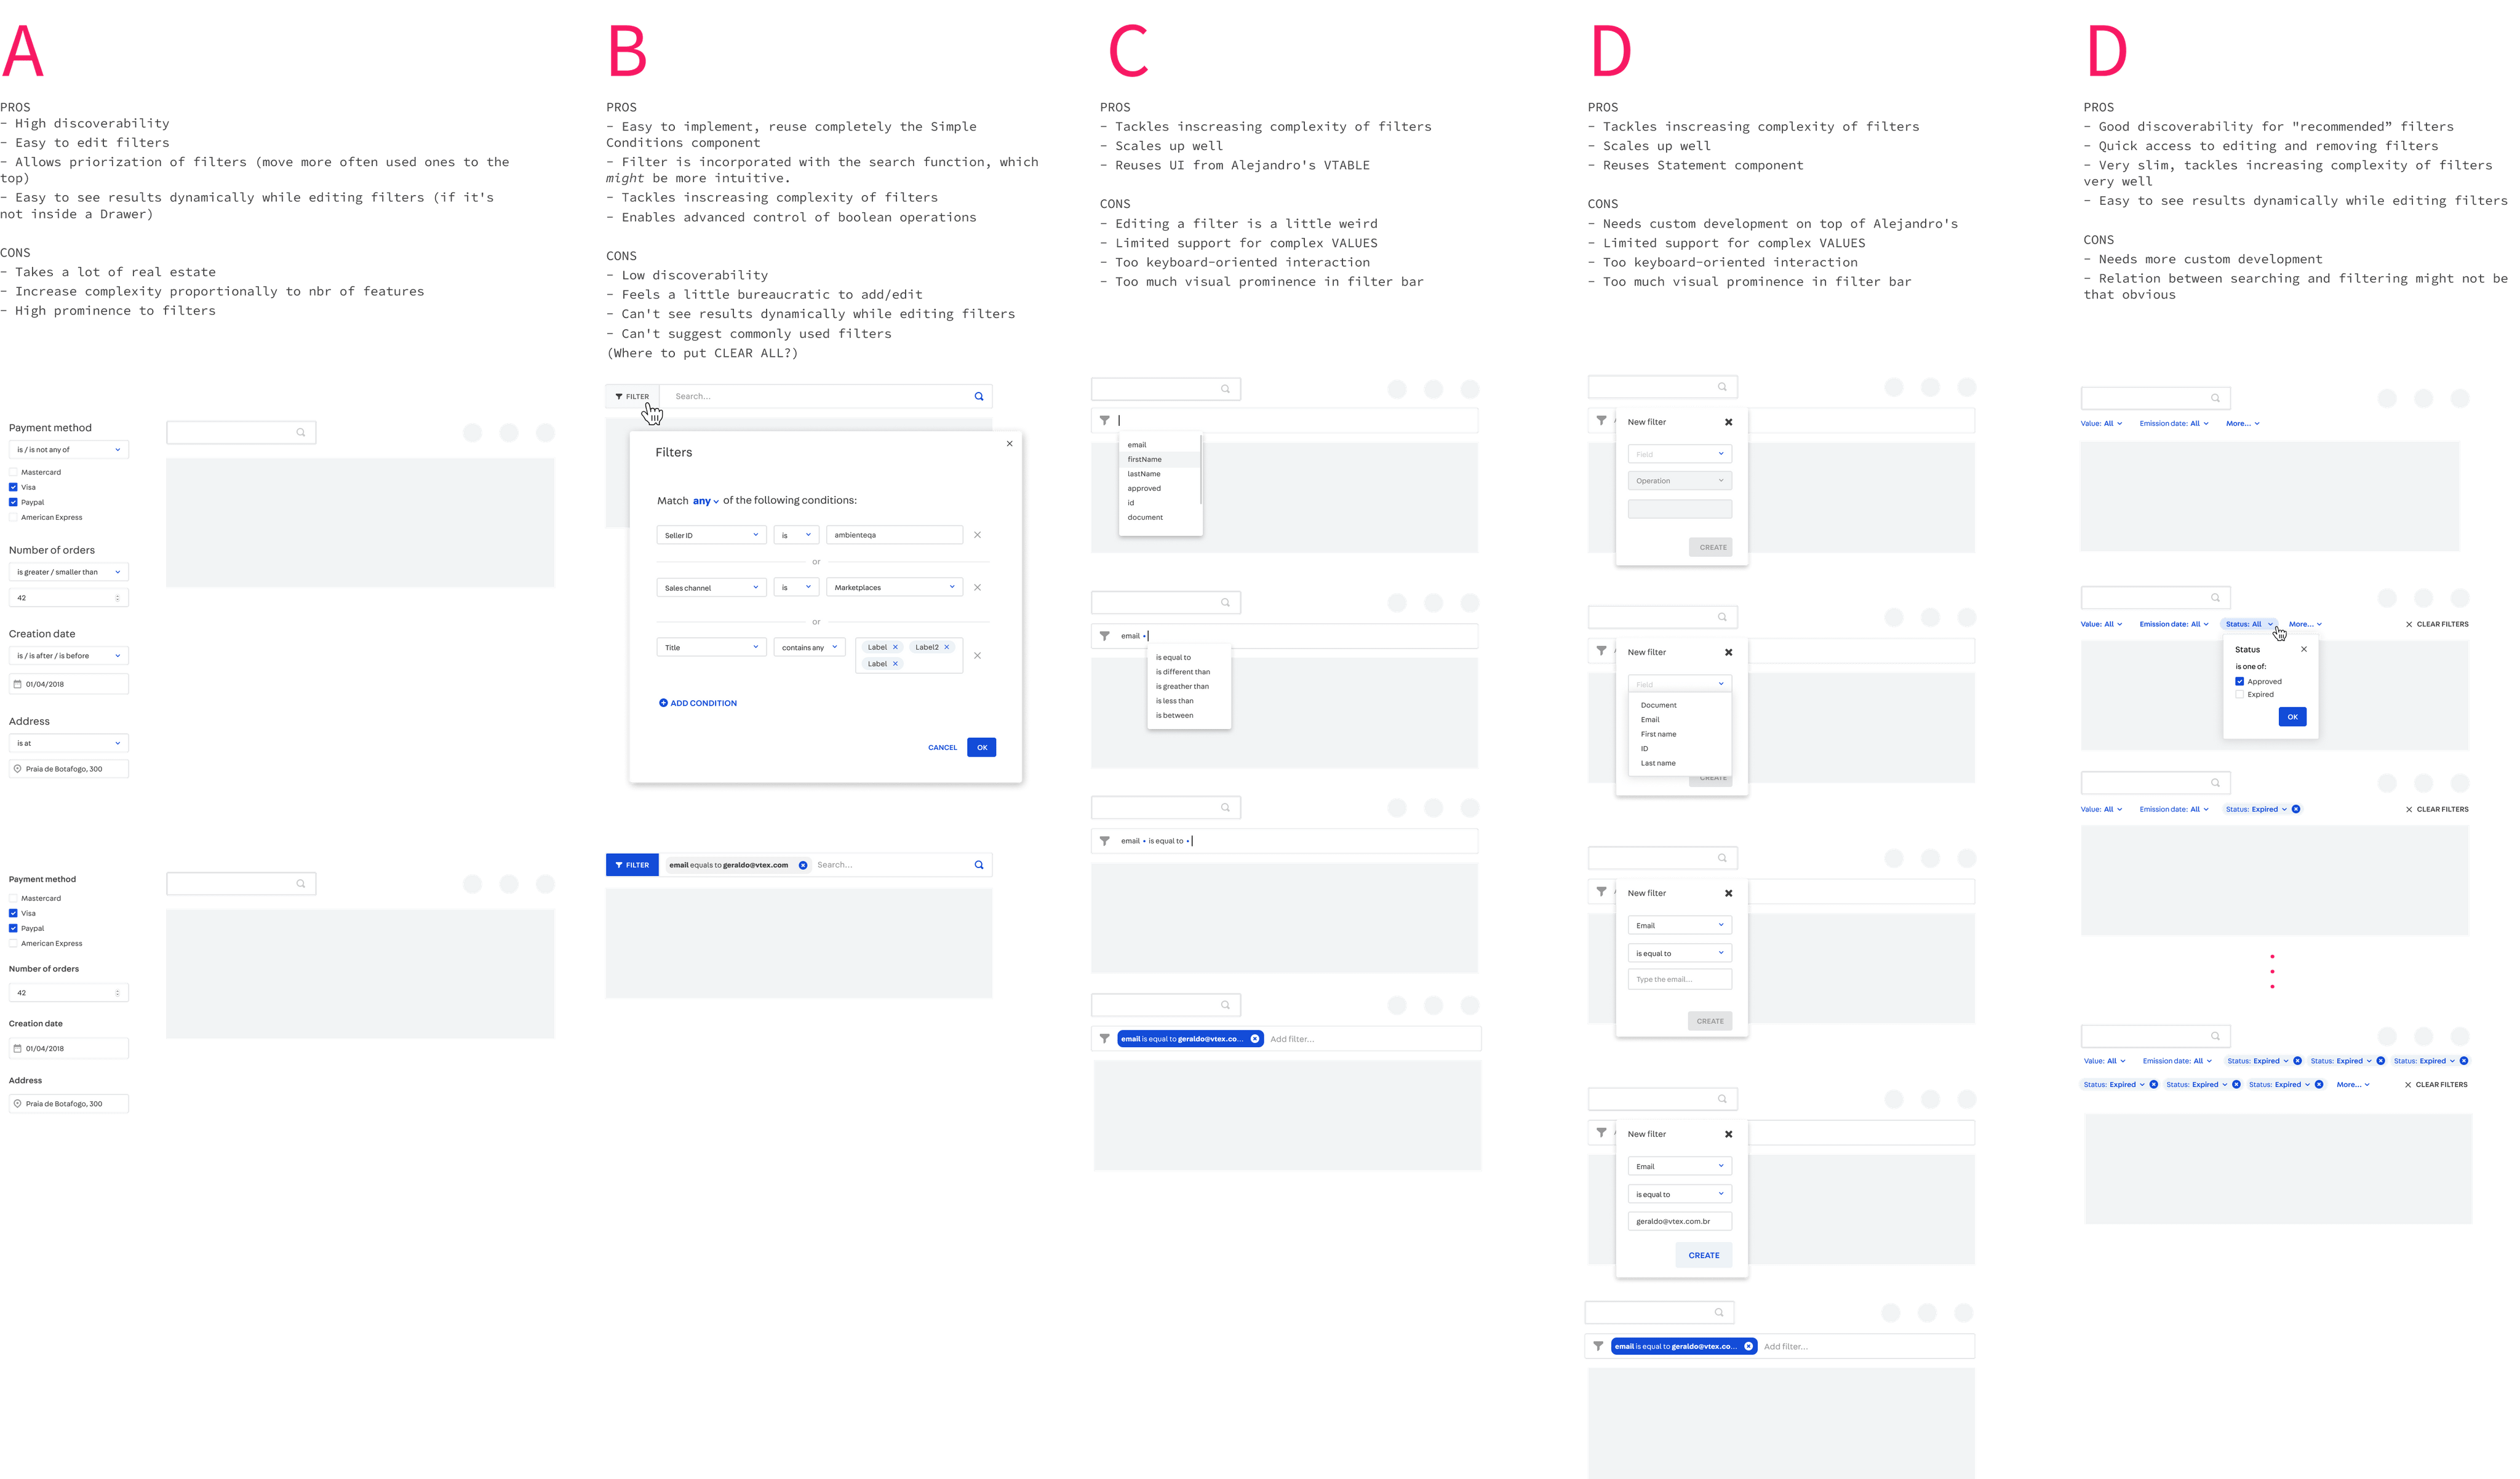 A
PROS
- High discoverability
- Easy to edit filters
- Allows priorization of filters (move more often used ones to the
top)
- Easy to see results dynamically while editing filters (if it's
not inside a Drawer)
CONS
- Takes a lot of real estate
- Increase complexity proportionally to nbr of features
- High prominence to filters
Payment method
is / is not any of
Mastercard
Visa
Paypal
American Express
Number of orders
is greater / smaller than
42
Creation date
is / is after / is before
01/04/2018
Address
is at
Praia de Botafogo, 300
Payment method
Mastercard
Visa
Paypal
American Express
Number of orders
42
Creation date
01/04/2018
Address
Praia de Botafogo, 300
B
PROS
- Easy to implement, reuse completely the Simple
Conditions component
- Filter is incorporated with the search function, which
might be more intuitive.
- Tackles inscreasing complexity of filters
- Enables advanced control of boolean operations
CONS
- Low discoverability
- Feels a little bureaucratic to add/edit
- Can't see results dynamically while editing filters
- Can't suggest commonly used filters
(Where to put CLEAR ALL?)
FILTER Search...
Filters
Match any of the following conditions:
Seller ID is ambienteqa
or
Sales channel is Marketplaces
or
Title contains any Label Label2
Label
ADD CONDITION
CANCEL OK
FILTER email equals to geraldo@vtex.com Search...
C
PROS
- Tackles inscreasing complexity of filters
- Scales up well
- Reuses UI from Alejandro's VTABLE
CONS
- Editing a filter is a little weird
- Limited support for complex VALUES
- Too keyboard-oriented interaction
- Too much visual prominence in filter bar
email
firstName
lastName
approved
id
document
email •
is equal to
is different than
is greather than
is less than
is between
email • is equal to •
email is equal to geraldo@vtex.co... Add filter...
D
PROS
- Tackles inscreasing complexity of filters
- Scales up well
- Reuses Statement component
CONS
- Needs custom development on top of Alejandro's
- Limited support for complex VALUES
- Too keyboard-oriented interaction
- Too much visual prominence in filter bar
New filter
Field
Operation
CREATE
New filter
Field
Document
Email
First name
ID
Last name
CREATE
New filter
Email
is equal to
Type the email...
CREATE
New filter
Email
is equal to
geraldo@vtex.com.br
CREATE
email is equal to geraldo@vtex.co... Add filter...
D
PROS
- Good discoverability for "recommended” filters
- Quick access to editing and removing filters
- Very slim, tackles increasing complexity of filters
very well
- Easy to see results dynamically while editing filters
CONS
- Needs more custom development
- Relation between searching and filtering might not be
that obvious
Value: All Emission date: All More...
Value: All Emission date: All Status: All More... CLEAR FILTERS
Status
is one of:
Approved
Expired
OK
Value: All Emission date: All Status: Expired CLEAR FILTERS
Value: All Emission date: All Status: Expired Status: Expired Status: Expired
Status: Expired Status: Expired Status: Expired More... CLEAR FILTERS